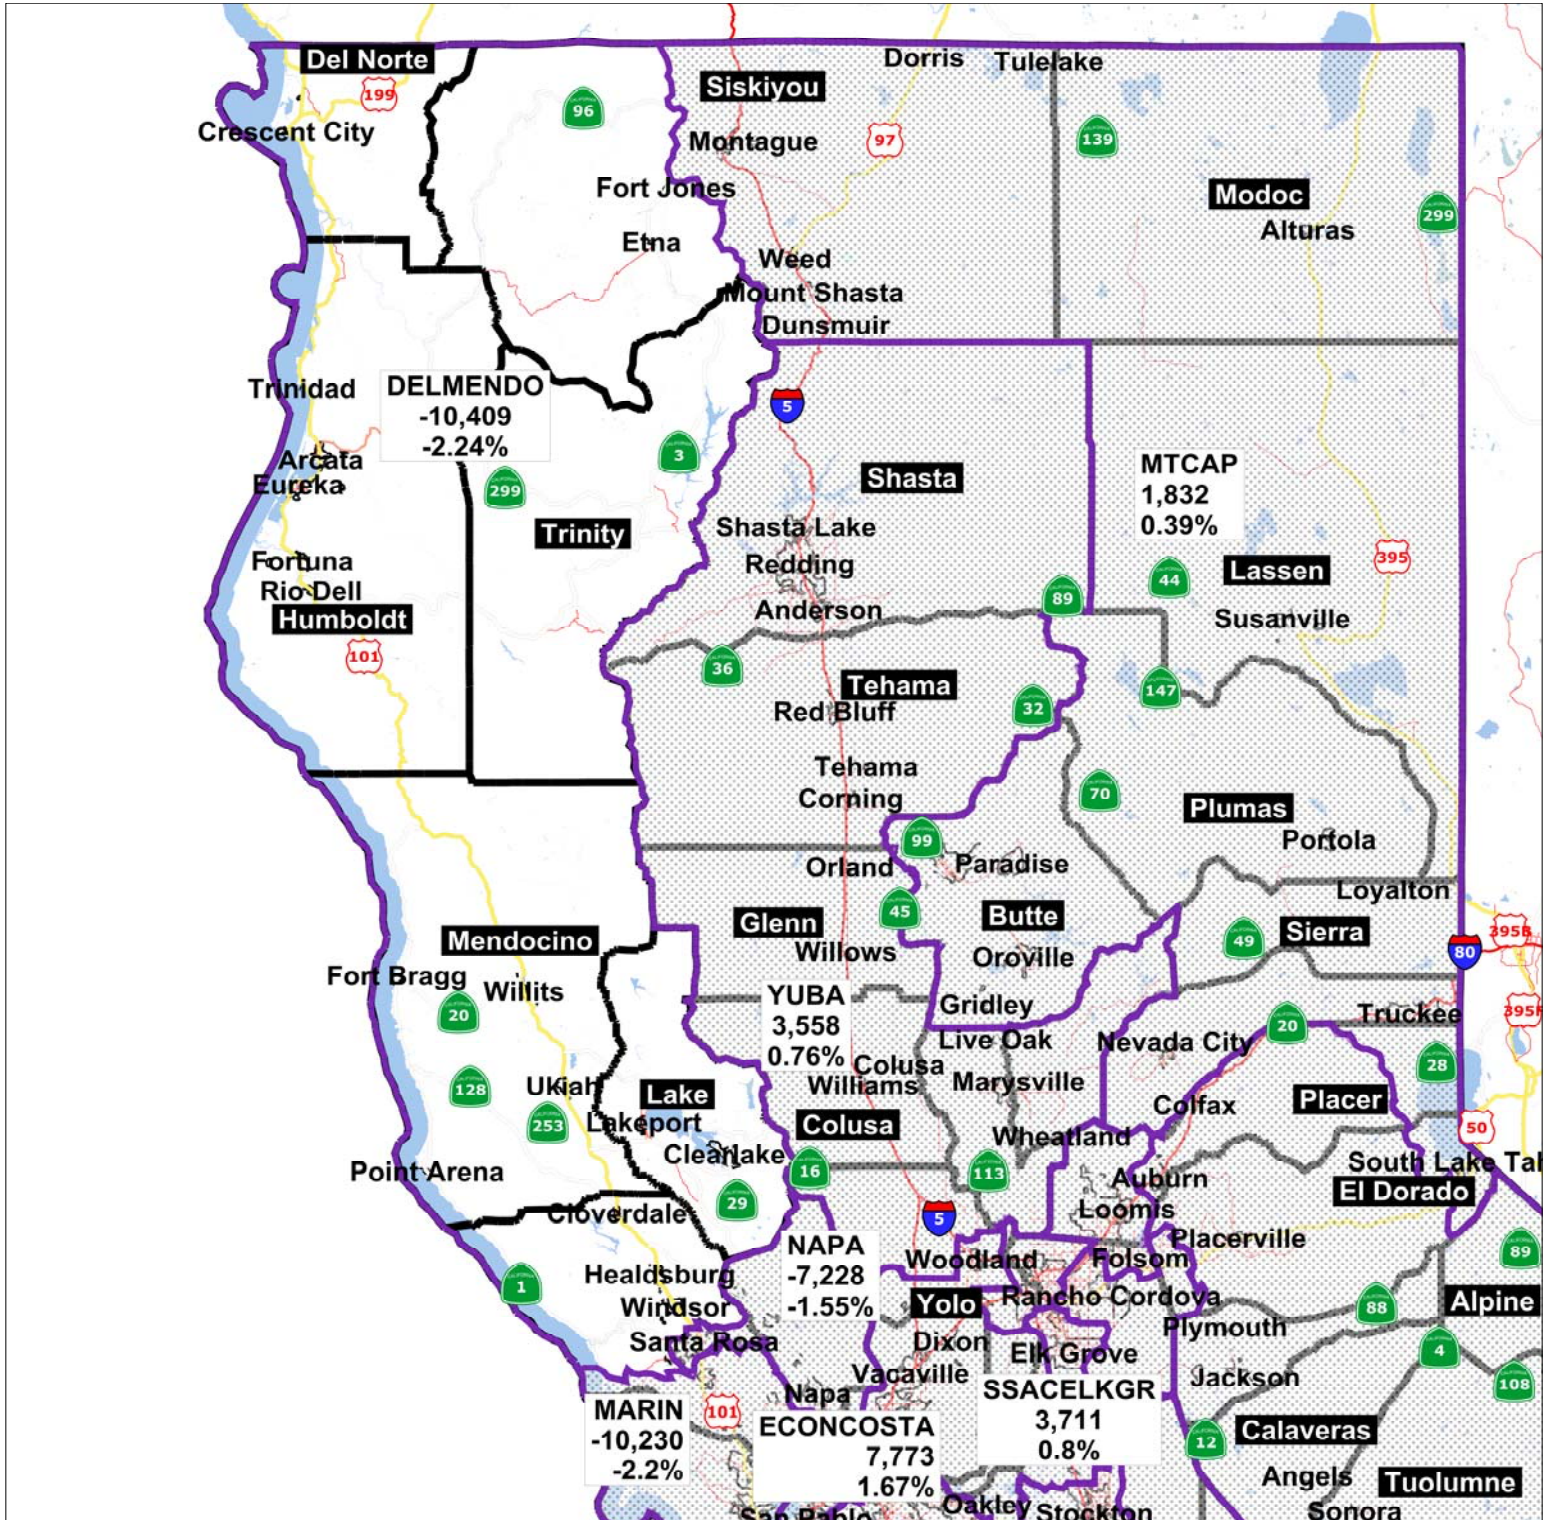 Del Norte
199
Crescent City
96
Siskiyou
Dorris
Tulelake
Montague
97
139
Fort Jones
Modoc
Alturas
299
Etna
Weed
Mount Shasta
Dunsmuir
Trinidad
DELMENDO
-10,409
-2.24%
5
Arcata
Eureka
299
3
Shasta
MTCAP
1,832
0.39%
Trinity
Shasta Lake
Redding
Anderson
Fortuna
Rio Dell
Humboldt
101
89
44
Lassen
395
Susanville
36
Tehama
32
147
Red Bluff
Tehama
Corning
70
Plumas
Portola
99
Orland
Paradise
Loyalton
45
Glenn
Butte
49
Sierra
395B
80
Mendocino
Willows
Oroville
Fort Bragg
Willits
20
YUBA
3,558
0.76%
Gridley
20
Truckee
Live Oak
Nevada City
28
Colusa
Williams
Marysville
128
Ukiah
Lake
Colfax
Placer
253
Lakeport
Colusa
Wheatland
50
Clearlake
16
113
Point Arena
29
Auburn
South Lake Tah
El Dorado
Cloverdale
Loomis
5
NAPA
-7,228
-1.55%
Placerville
89
Woodland
Folsom
1
Healdsburg
Windsor
Yolo
Rancho Cordova
88
Alpine
Santa Rosa
Dixon
Elk Grove
Plymouth
4
Vacaville
Jackson
108
Napa
SSACELKGR
3,711
0.8%
MARIN
-10,230
-2.2%
101
ECONCOSTA
7,773
1.67%
12
Calaveras
Angels
Tuolumne
San Pablo
Oakley
Stockton
Sonora